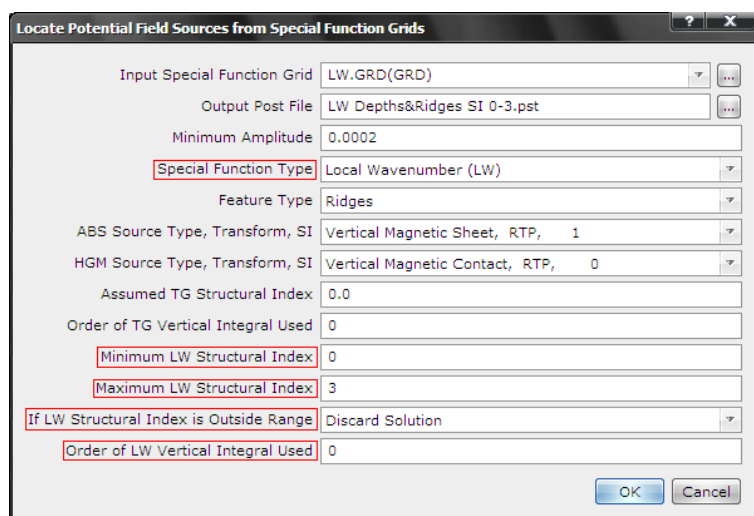 Locate Potential Field Sources from Special Function Grids ? X
Input Special Function Grid LW.GRD(GRD) ...
Output Post File LW Depths&Ridges SI 0-3.pst ...
Minimum Amplitude 0.0002
Special Function Type Local Wavenumber (LW)
Feature Type Ridges
ABS Source Type, Transform, SI Vertical Magnetic Sheet, RTP, 1
HGM Source Type, Transform, SI Vertical Magnetic Contact, RTP, 0
Assumed TG Structural Index 0.0
Order of TG Vertical Integral Used 0
Minimum LW Structural Index 0
Maximum LW Structural Index 3
If LW Structural Index is Outside Range Discard Solution
Order of LW Vertical Integral Used 0
OK Cancel